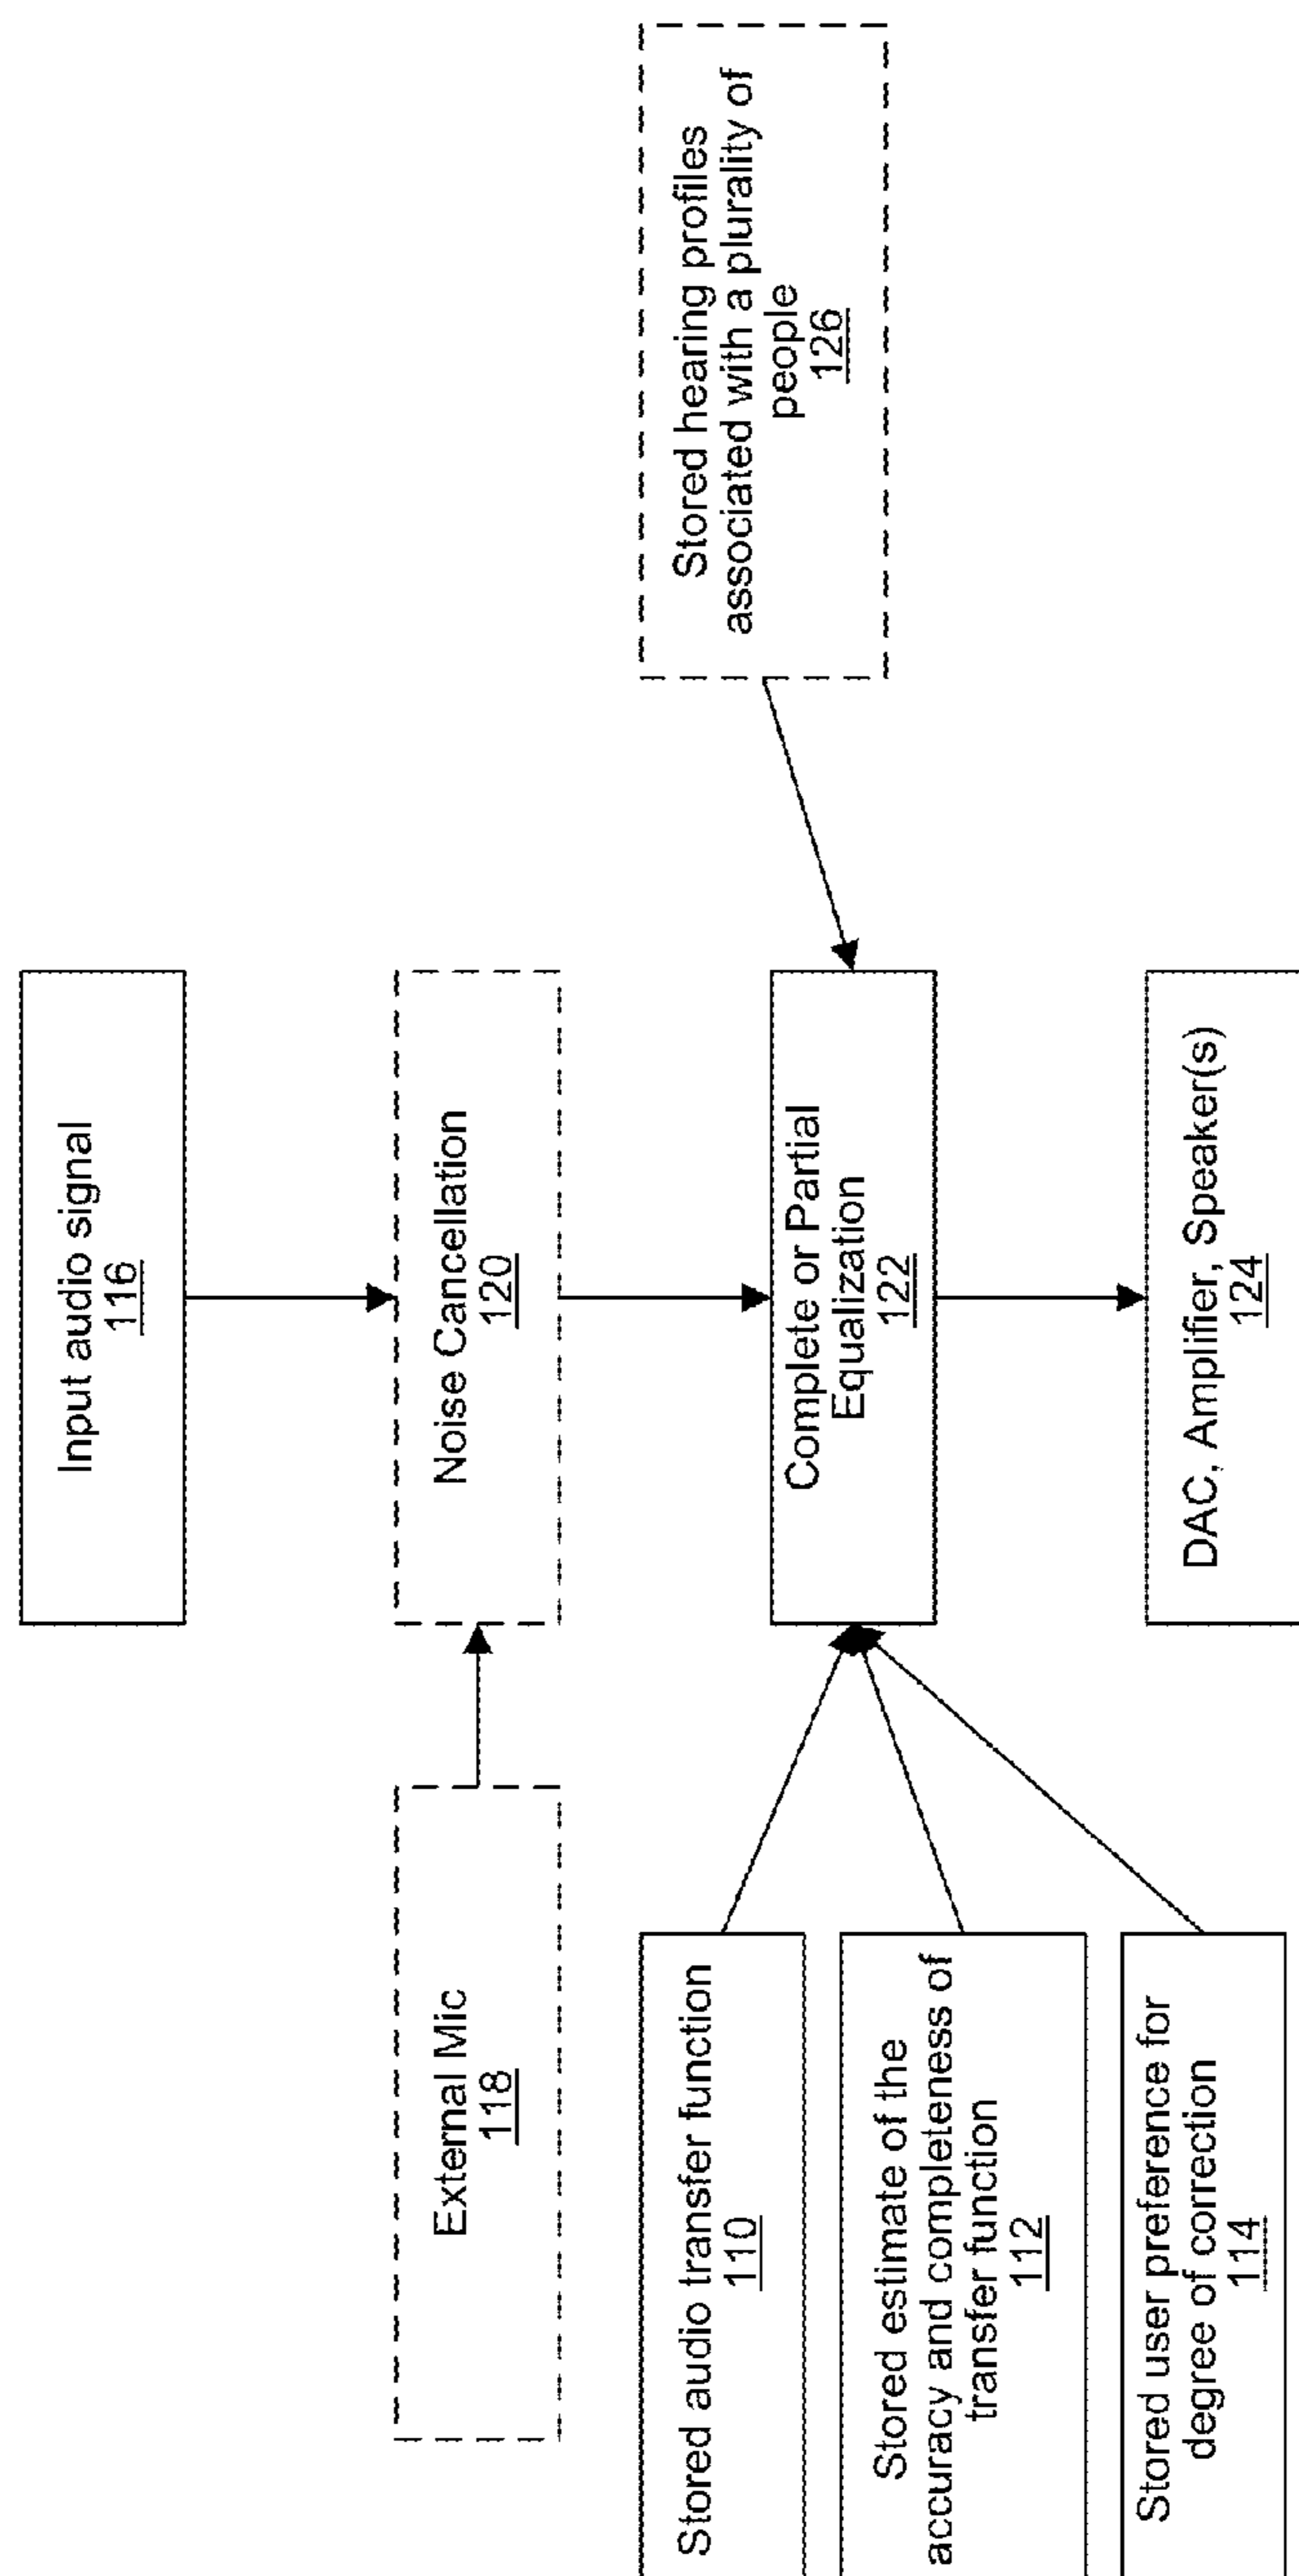 Input audio signal
116
External Mic
118
Noise Cancellation
120
Stored audio transfer function
110
Stored estimate of the
accuracy and completeness of
transfer function
112
Stored user preference for
degree of correction
114
Complete or Partial
Equalization
122
Stored hearing profiles
associated with a plurality of
people
126
DAC, Amplifier, Speaker(s)
124